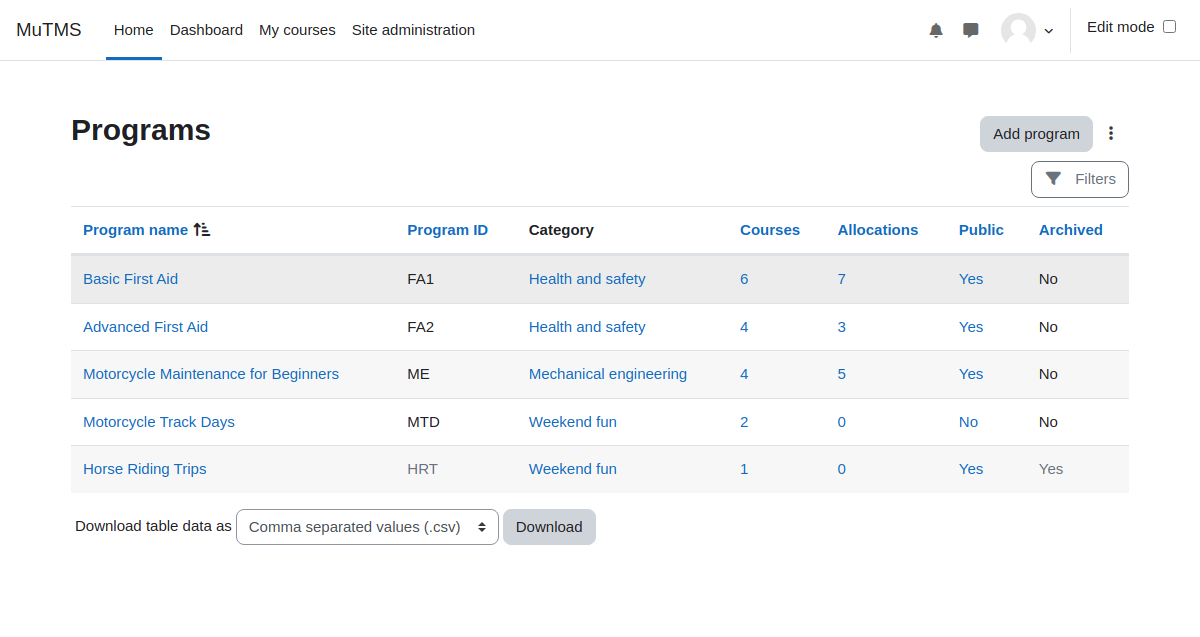 MuTMS Home Dashboard My courses Site administration Edit mode
Programs
Add program
Filters
Program name Program ID Category Courses Allocations Public Archived
Basic First Aid FA1 Health and safety 6 7 Yes No
Advanced First Aid FA2 Health and safety 4 3 Yes No
Motorcycle Maintenance for Beginners ME Mechanical engineering 4 5 Yes No
Motorcycle Track Days MTD Weekend fun 2 0 No No
Horse Riding Trips HRT Weekend fun 1 0 Yes Yes
Download table data as Comma separated values (.csv) Download